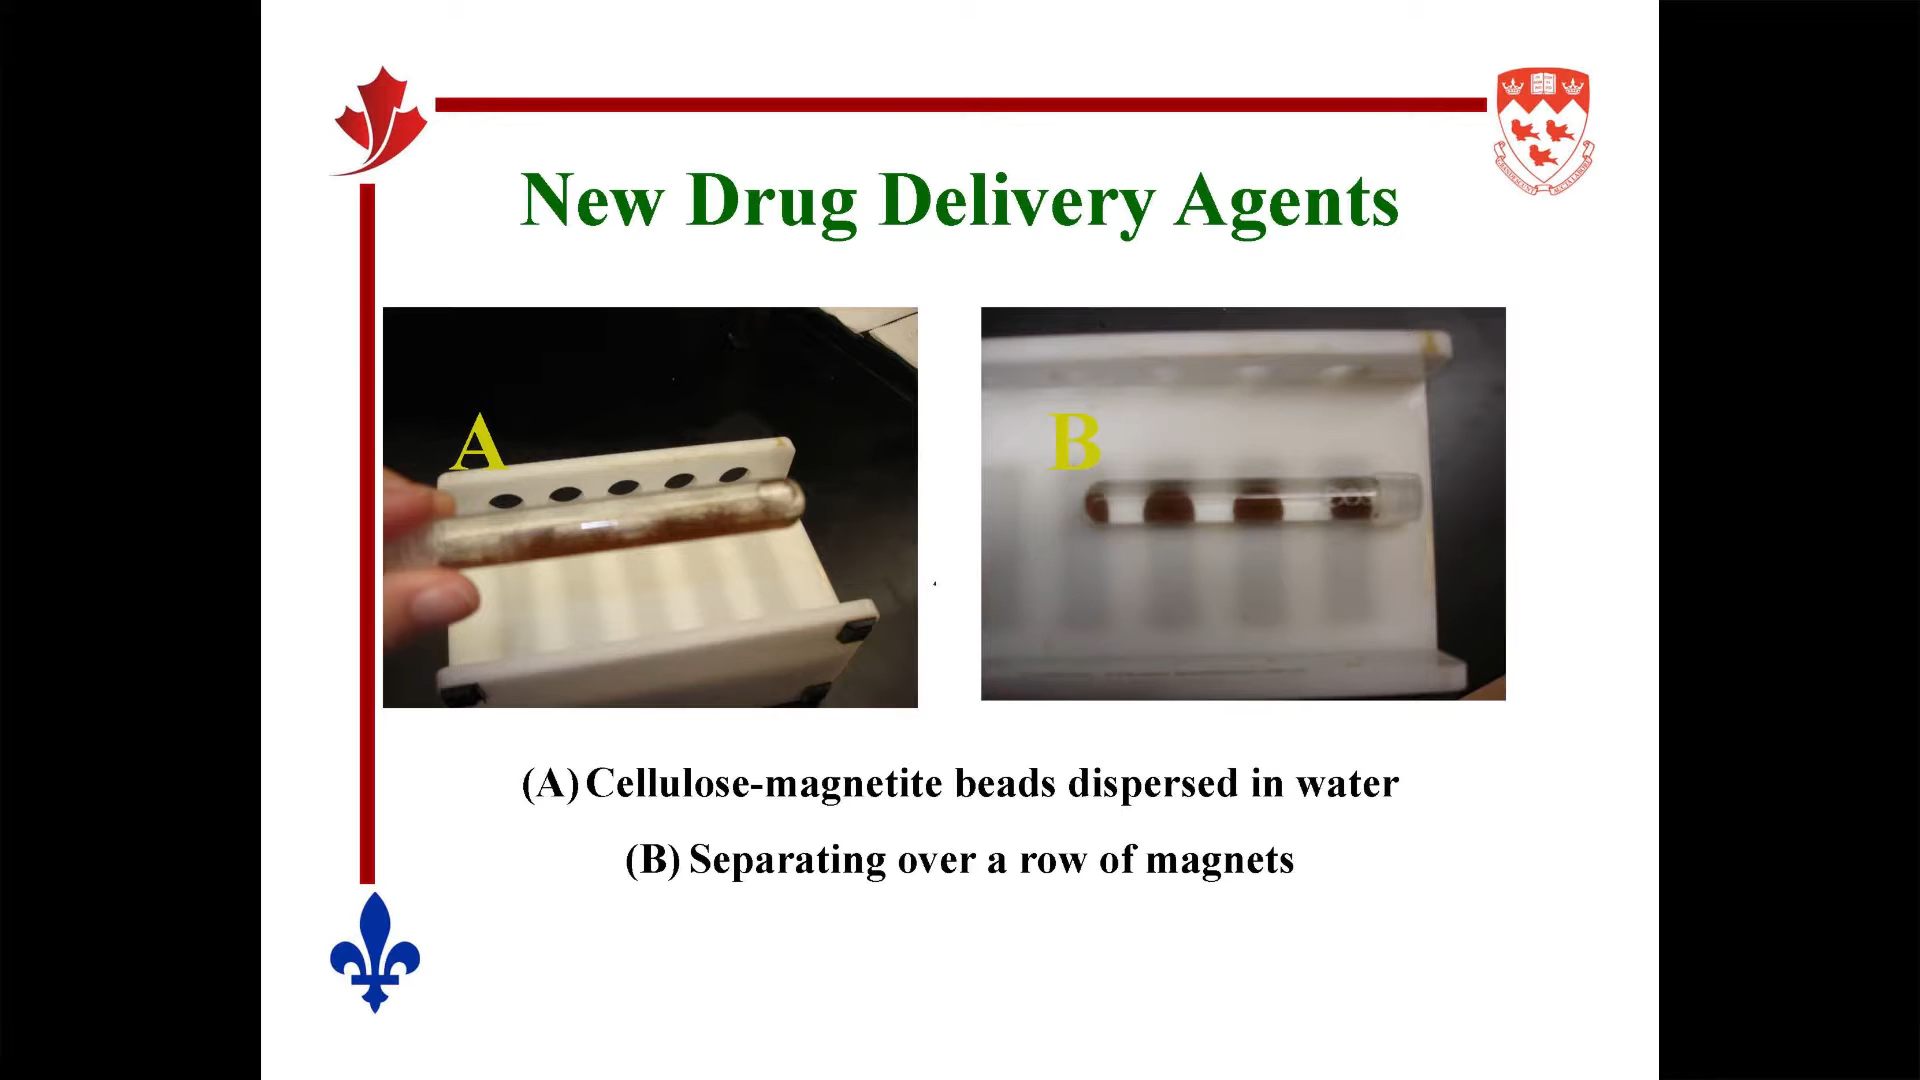 New Drug Delivery Agents
A
B
(A) Cellulose-magnetite beads dispersed in water
(B) Separating over a row of magnets